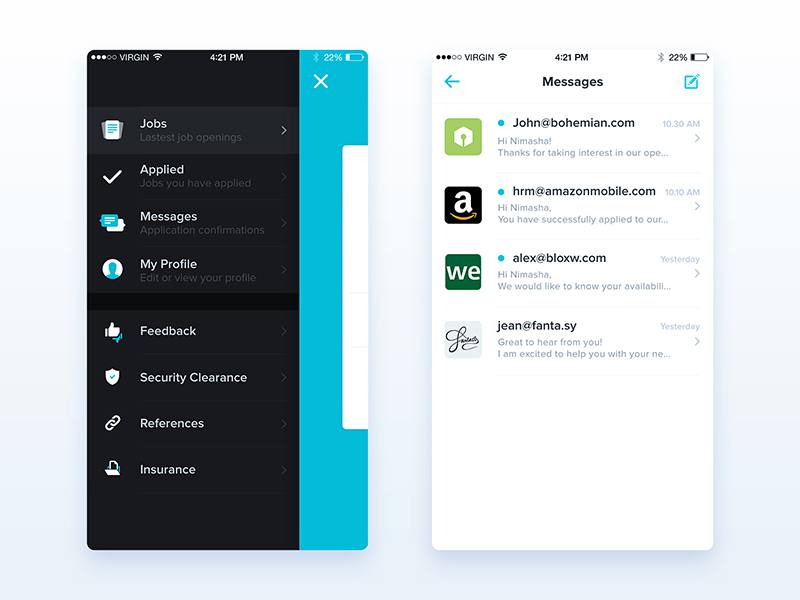 VIRGIN 4:21 PM 22%
Jobs
Lastest job openings
Applied
Jobs you have applied
Messages
Application confirmations
My Profile
Edit or view your profile
Feedback
Security Clearance
References
Insurance
VIRGIN 4:21 PM 22%
Messages
John@bohemian.com 10.30 AM
Hi Nimasha!
Thanks for taking interest in our ope...
a
hrm@amazonmobile.com 10.10 AM
Hi Nimasha,
You have successfully applied to our...
we
alex@bloxw.com Yesterday
Hi Nimasha,
We would like to know your availabili...
Fantasy
jean@fanta.sy Yesterday
Great to hear from you!
I am excited to help you with your ne...